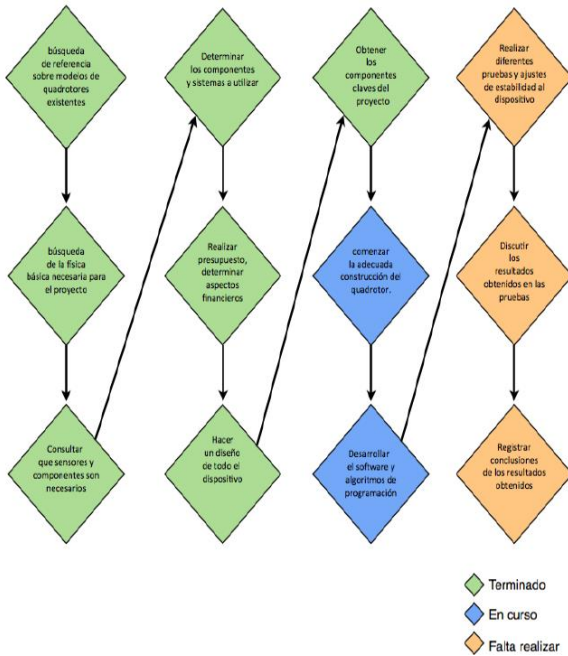 búsqueda
de referencia
sobre modelos de
quadrotores
existentes
búsqueda
de la física
básica necesaria para
el proyecto
Consultar
que sensores y
componentes son
necesarios
Determinar
los componentes
y sistemas a utilizar
Realizar
presupuesto,
determinar
aspectos
financieros
Hacer
un diseño
de todo el
dispositivo
Obtener
los
componentes
claves del
proyecto
comenzar
la adecuada
construcción del
quadrotor.
Desarrollar
el software y
algoritmos de
programación
Realizar
diferentes
pruebas y ajustes
de estabilidad al
dispositivo
Discutir
los
resultados
obtenidos en las
pruebas
Registrar
conclusiones
de los resultados
obtenidos
Terminado
En curso
Falta realizar